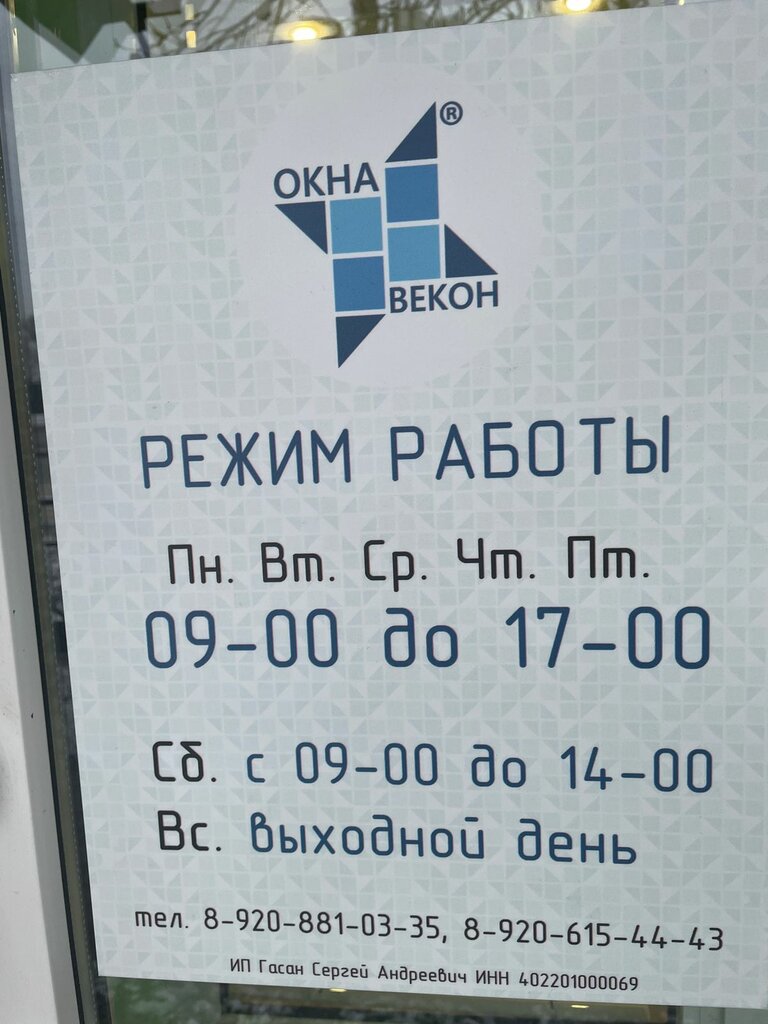 ®
ОКНА
ВЕКОН
РЕЖИМ РАБОТЫ
Пн. Вт. Ср. Чт. Пт.
09-00 до 17-00
Сб. с 09-00 до 14-00
Вс. выходной день
тел. 8-920-881-03-35, 8-920-615-44-43
ИП Гасан Сергей Андреевич ИНН 402201000069